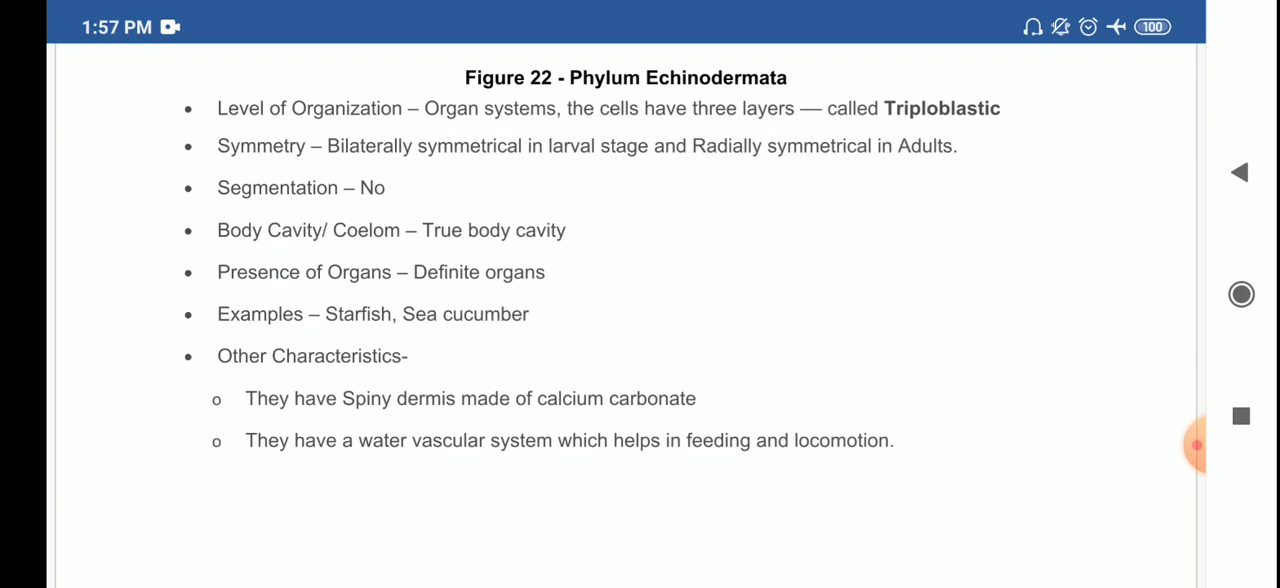 1:57 PM
100
Figure 22 - Phylum Echinodermata
• Level of Organization – Organ systems, the cells have three layers — called Triploblastic
• Symmetry – Bilaterally symmetrical in larval stage and Radially symmetrical in Adults.
• Segmentation – No
• Body Cavity/ Coelom – True body cavity
• Presence of Organs – Definite organs
• Examples – Starfish, Sea cucumber
• Other Characteristics-
o They have Spiny dermis made of calcium carbonate
o They have a water vascular system which helps in feeding and locomotion.